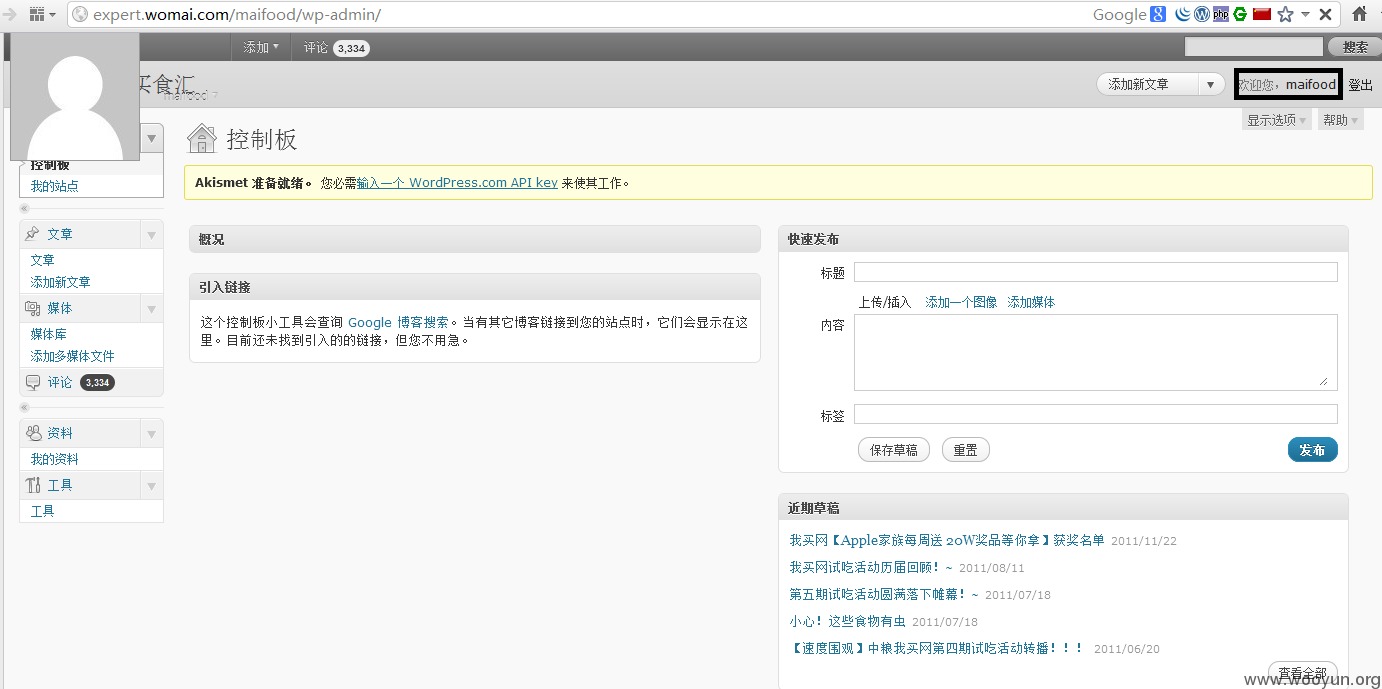 expert.womai.com/maifood/wp-admin/
Google
php
添加
评论 3,334
搜索
买食汇
maifood
添加新文章
欢迎您，maifood
登出
显示选项
帮助
控制板
控制板
我的站点
Akismet 准备就绪。 您必需输入一个 WordPress.com API key 来使其工作。
文章
文章
添加新文章
媒体
媒体库
添加多媒体文件
评论 3,334
资料
我的资料
工具
工具
概况
引入链接
这个控制板小工具会查询 Google 博客搜索。当有其它博客链接到您的站点时，它们会显示在这
里。目前还未找到引入的的链接，但您不用急。
快速发布
标题
上传/插入 添加一个图像 添加媒体
内容
标签
保存草稿
重置
发布
近期草稿
我买网【Apple家族每周送 20W奖品等你拿】获奖名单 2011/11/22
我买网试吃活动历届回顾！~ 2011/08/11
第五期试吃活动圆满落下帷幕！~ 2011/07/18
小心！这些食物有虫 2011/07/18
【速度围观】中粮我买网第四期试吃活动转播！！！ 2011/06/20
查看全部
www.wooyun.org